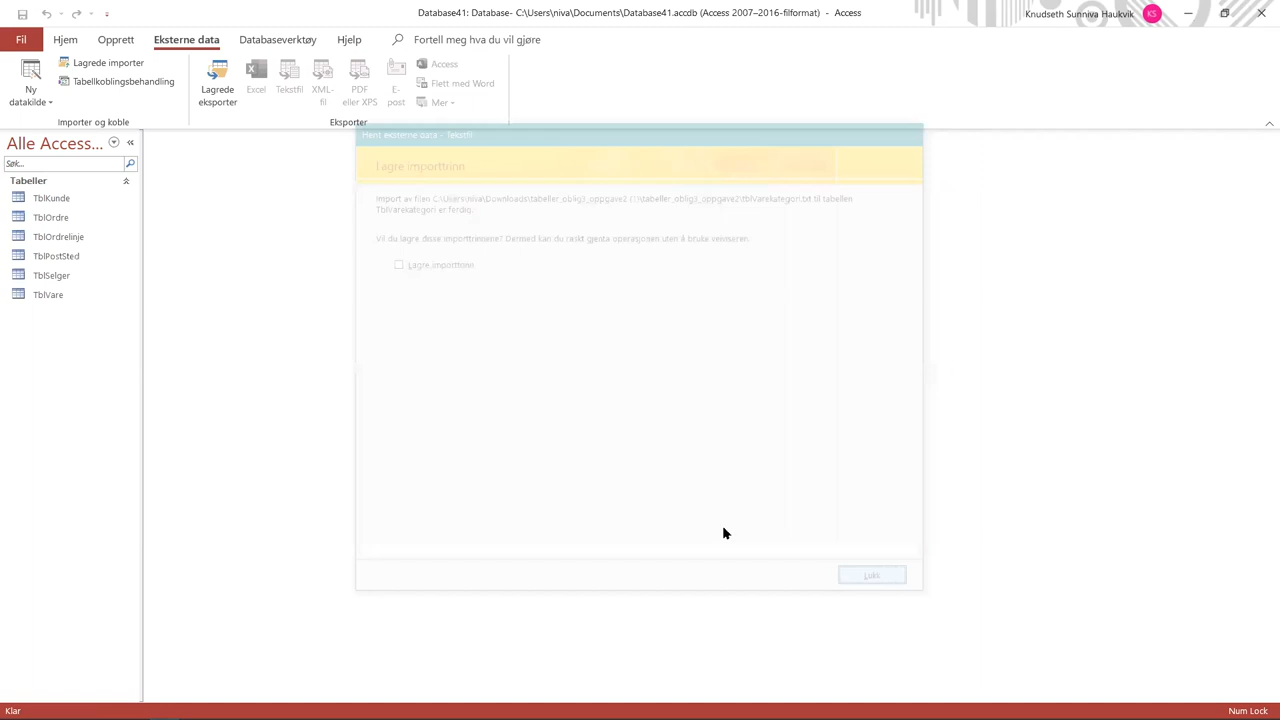 Database41: Database- C:\Users\niva\Documents\Database41.accdb (Access 2007–2016-filformat) - Access
Knudseth Sunniva Haukvik
KS
Fil
Hjem
Opprett
Eksterne data
Databaseverktøy
Hjelp
Fortell meg hva du vil gjøre
Ny datakilde
Lagrede importer
Tabellkoblingsbehandling
Importer og koble
Lagrede eksporter
Excel
Tekstfil
XML-fil
PDF eller XPS
E-post
Access
Flett med Word
Mer
Eksporter
Alle Access...
Søk...
Tabeller
TblKunde
TblOrdre
TblOrdrelinje
TblPostSted
TblSelger
TblVare
Hent eksterne data - Tekstfil
Lagre importtrinn
Import av filen C:\Users\niva\Downloads\tabeller_oblig3_oppgave2 (1)\tabeller_oblig3_oppgave2\tblVarekategori.txt til tabellen
TblVarekategori er ferdig.
Vil du lagre disse importtrinnene? Dermed kan du raskt gjenta operasjonen uten å bruke veiviseren.
Lagre importtrinn
Lukk
Klar
Num Lock